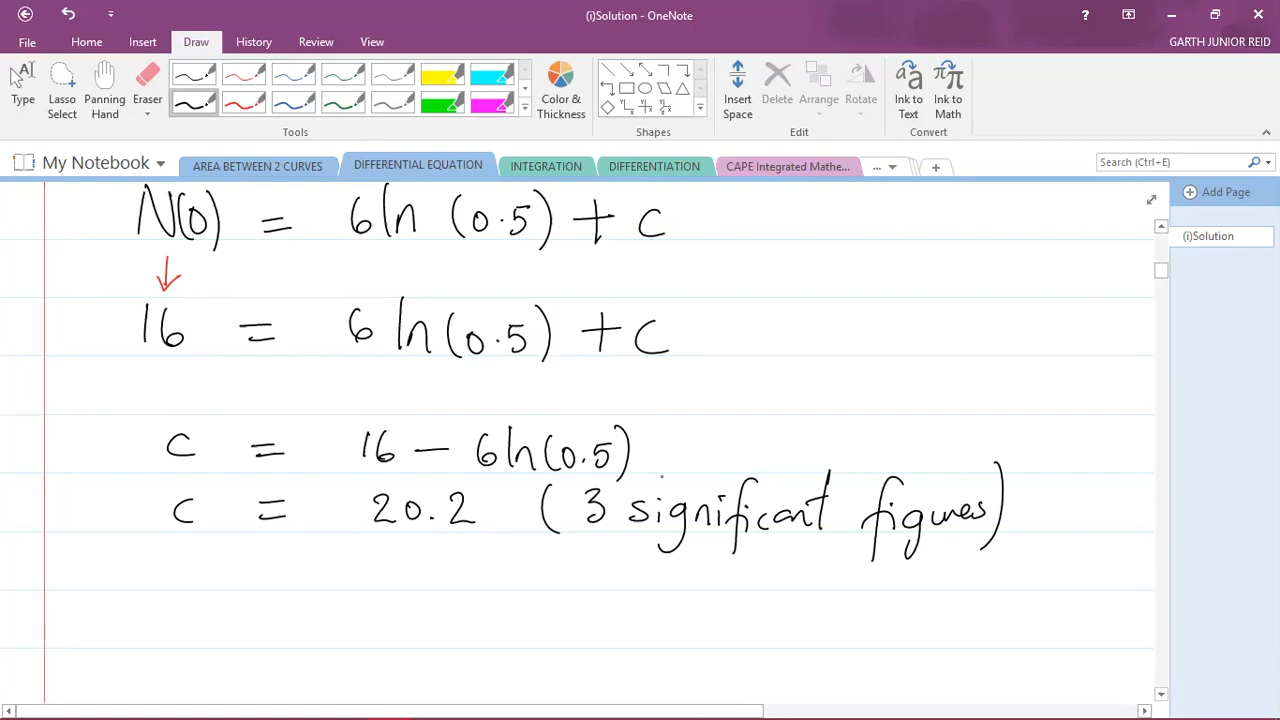 (i)Solution - OneNote
?
File Home Insert Draw History Review View
GARTH JUNIOR REID
Type
Lasso Select
Panning Hand
Eraser
Color & Thickness
Insert Space
Delete
Arrange
Rotate
Ink to Text
Ink to Math
Tools
Shapes
Edit
Convert
My Notebook
AREA BETWEEN 2 CURVES
DIFFERENTIAL EQUATION
INTEGRATION
DIFFERENTIATION
CAPE Integrated Mathe...
...
Search (Ctrl+E)
Add Page
(i)Solution
N(0) = 6ln (0.5) + c
16 = 6ln(0.5) + c
c = 16 - 6ln(0.5)
c = 20.2 (3 significant figures)